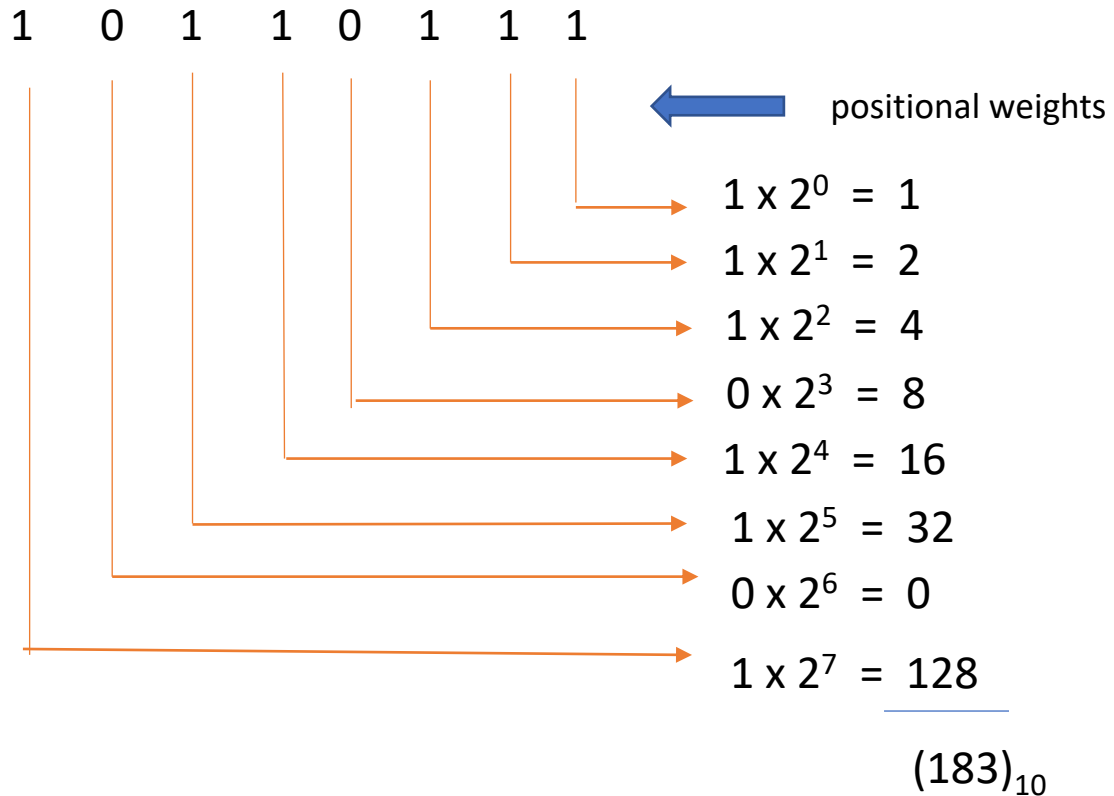 1 0 1 1 0 1 1 1
positional weights
1 x 2⁰ = 1
1 x 2¹ = 2
1 x 2² = 4
0 x 2³ = 8
1 x 2⁴ = 16
1 x 2⁵ = 32
0 x 2⁶ = 0
1 x 2⁷ = 128
(183)₁₀